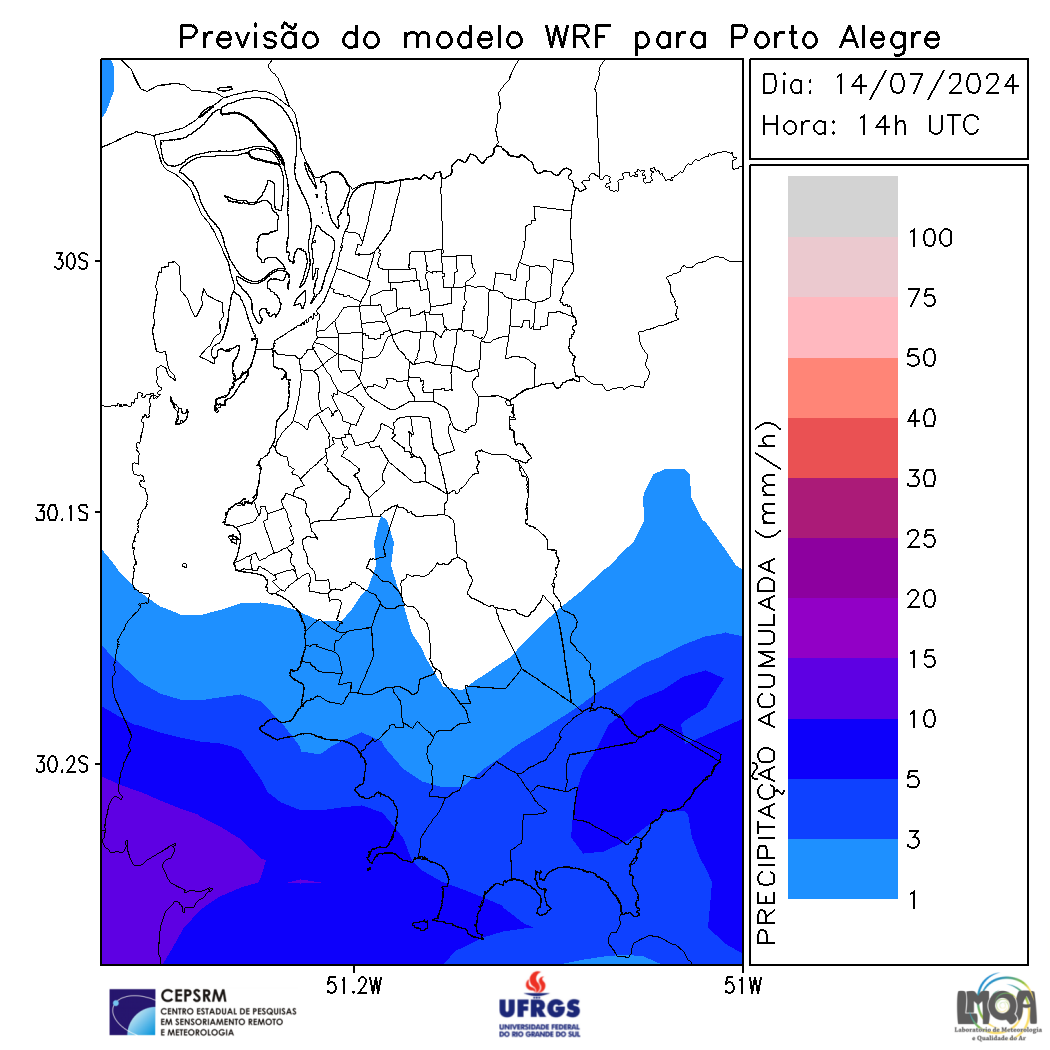 Previsão do modelo WRF para Porto Alegre
Dia: 14/07/2024
Hora: 14h UTC
30S
30.1S
30.2S
51.2W
51W
PRECIPITAÇÃO ACUMULADA (mm/h)
100
75
50
40
30
25
20
15
10
5
3
1
CEPSRM
CENTRO ESTADUAL DE PESQUISAS
EM SENSORIAMENTO REMOTO
E METEOROLOGIA
UFRGS
UNIVERSIDADE FEDERAL
DO RIO GRANDE DO SUL
LMQA
Laboratório de Meteorologia
e Qualidade do Ar